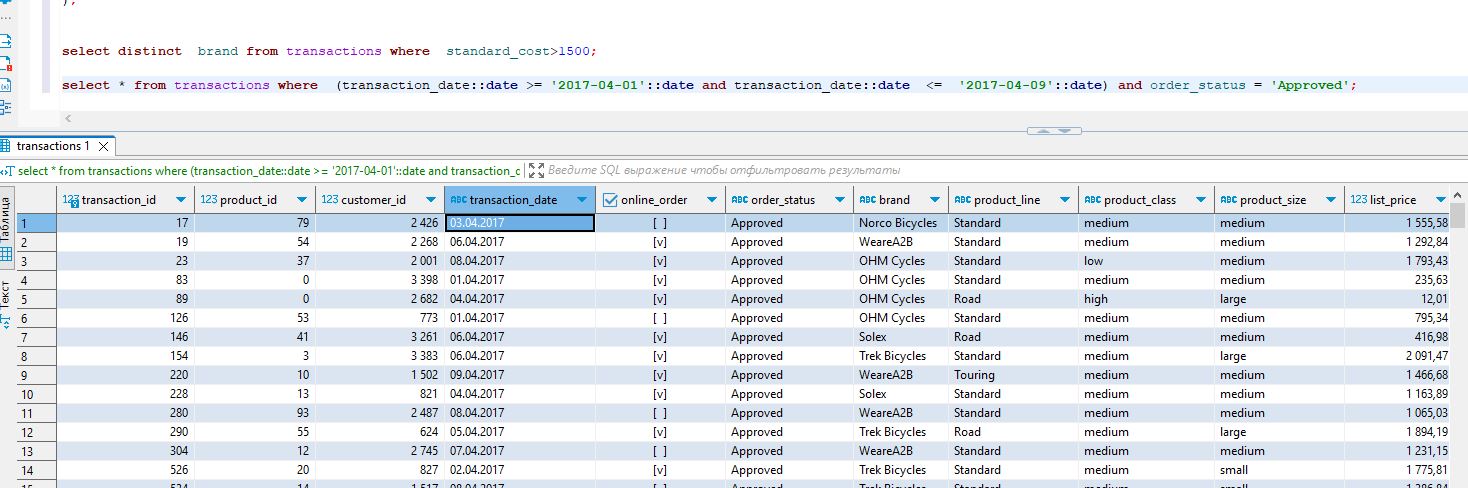 );
select distinct  brand from transactions where  standard_cost>1500;
select * from transactions where  (transaction_date::date >= '2017-04-01'::date and transaction_date::date  <=  '2017-04-09'::date) and order_status = 'Approved';
transactions 1
select * from transactions where (transaction_date::date >= '2017-04-01'::date and transaction_c
Введите SQL выражение чтобы отфильтровать результаты
Таблица
Текст
123 transaction_id 123 product_id 123 customer_id ABC transaction_date online_order ABC order_status ABC brand ABC product_line ABC product_class ABC product_size 123 list_price
1 17 79 2 426 03.04.2017 [ ] Approved Norco Bicycles Standard medium medium 1 555,58
2 19 54 2 268 06.04.2017 [v] Approved WeareA2B Standard medium medium 1 292,84
3 23 37 2 001 08.04.2017 [v] Approved OHM Cycles Standard low medium 1 793,43
4 83 0 3 398 01.04.2017 [v] Approved OHM Cycles Standard medium medium 235,63
5 89 0 2 682 04.04.2017 [v] Approved OHM Cycles Road high large 12,01
6 126 53 773 01.04.2017 [ ] Approved OHM Cycles Standard medium medium 795,34
7 146 41 3 261 06.04.2017 [v] Approved Solex Road medium medium 416,98
8 154 3 3 383 06.04.2017 [v] Approved Trek Bicycles Standard medium large 2 091,47
9 220 10 1 502 09.04.2017 [v] Approved WeareA2B Touring medium medium 1 466,68
10 228 13 821 04.04.2017 [v] Approved Solex Standard medium medium 1 163,89
11 280 93 2 487 08.04.2017 [ ] Approved WeareA2B Standard medium medium 1 065,03
12 290 55 624 05.04.2017 [v] Approved Trek Bicycles Road medium large 1 894,19
13 304 12 2 745 07.04.2017 [ ] Approved WeareA2B Standard medium medium 1 231,15
14 526 20 827 02.04.2017 [v] Approved Trek Bicycles Standard medium small 1 775,81